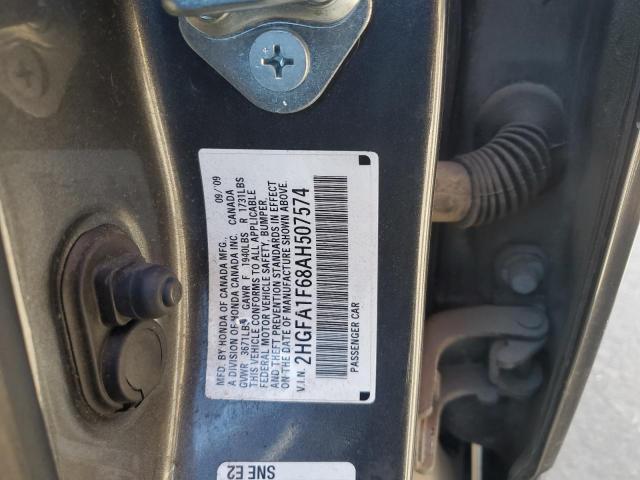 MFD. BY HONDA OF CANADA MFG. 09/'09
A DIVISION OF HONDA CANADA INC. CANADA
GVWR 3671LBS GAWR F 1940LBS R 1731LBS
THIS VEHICLE CONFORMS TO ALL APPLICABLE
FEDERAL MOTOR VEHICLE SAFETY, BUMPER,
AND THEFT PREVENTION STANDARDS IN EFFECT
ON THE DATE OF MANUFACTURE SHOWN ABOVE.
V.I.N. 2HGFA1F68AH507574
PASSENGER CAR
SNE E2